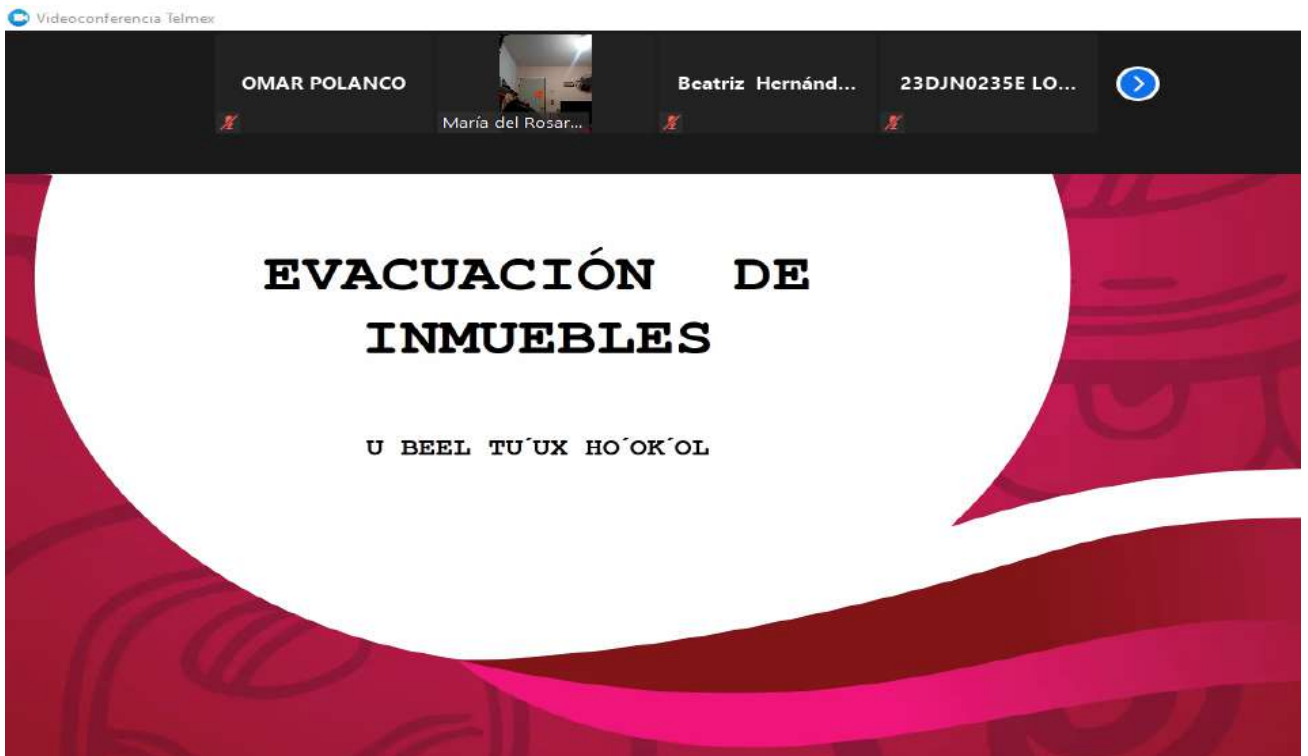 Videoconferencia Telmex
OMAR POLANCO
María del Rosar...
Beatriz Hernánd...
23DJN0235E LO...
EVACUACIÓN DE
INMUEBLES
U BEEL TU´UX HO´OK´OL